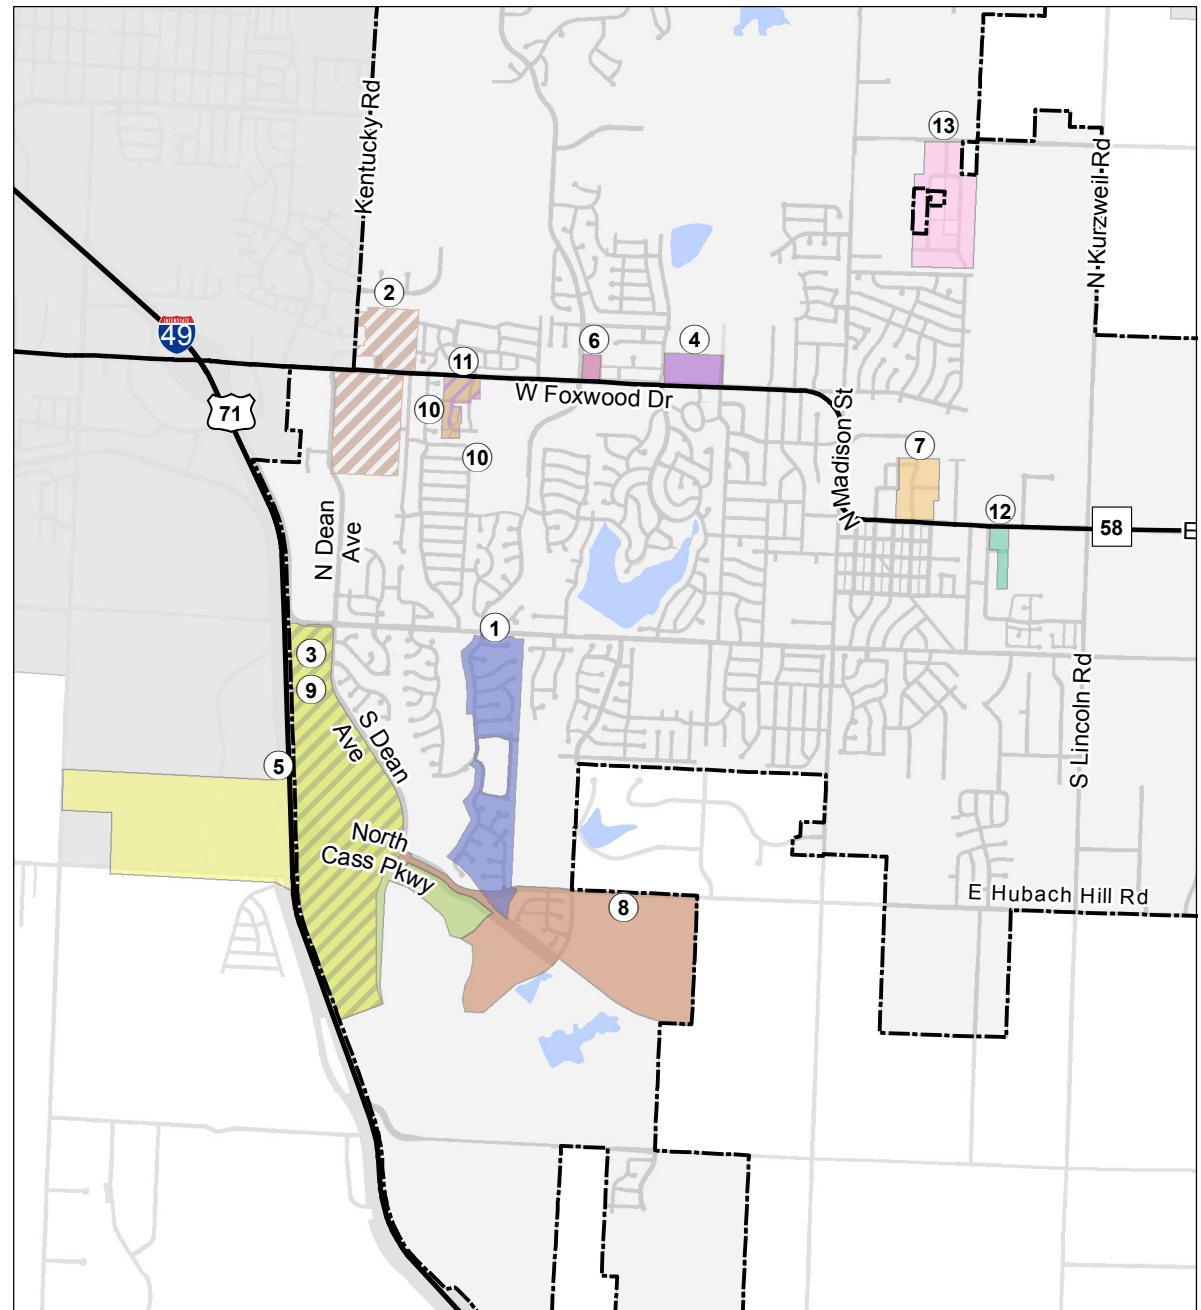 Kentucky Rd
13
N Kurzweil Rd
2
INTERSTATE
49
6
4
11
W Foxwood Dr
71
10
N Madison St
10
7
12
58
E
N Dean
Ave
1
3
9
S Dean
Ave
S Lincoln Rd
5
North
Cass Pkwy
E Hubach Hill Rd
8